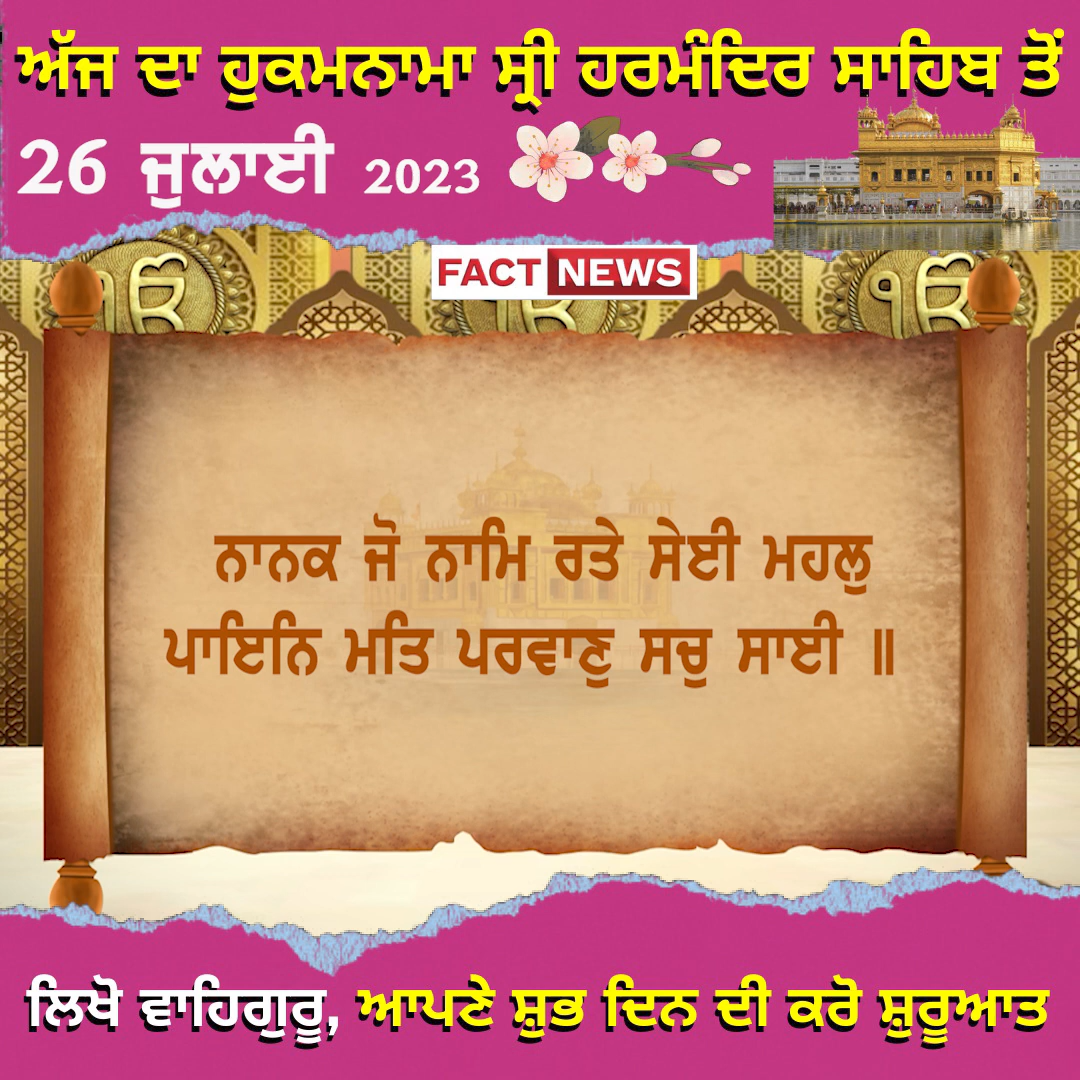 ਅੱਜ ਦਾ ਹੁਕਮਨਾਮਾ ਸ੍ਰੀ ਹਰਮੰਦਿਰ ਸਾਹਿਬ ਤੋਂ
26 ਜੁਲਾਈ 2023
FACT NEWS
ੴ ੴ ੴ
ਨਾਨਕ ਜੋ ਨਾਮਿ ਰਤੇ ਸੇਈ ਮਹਲੁ
ਪਾਇਨਿ ਮਤਿ ਪਰਵਾਣੁ ਸਚੁ ਸਾਈ ॥
ਲਿਖੋ ਵਾਹਿਗੁਰੂ, ਆਪਣੇ ਸ਼ੁਭ ਦਿਨ ਦੀ ਕਰੋ ਸ਼ੁਰੂਆਤ